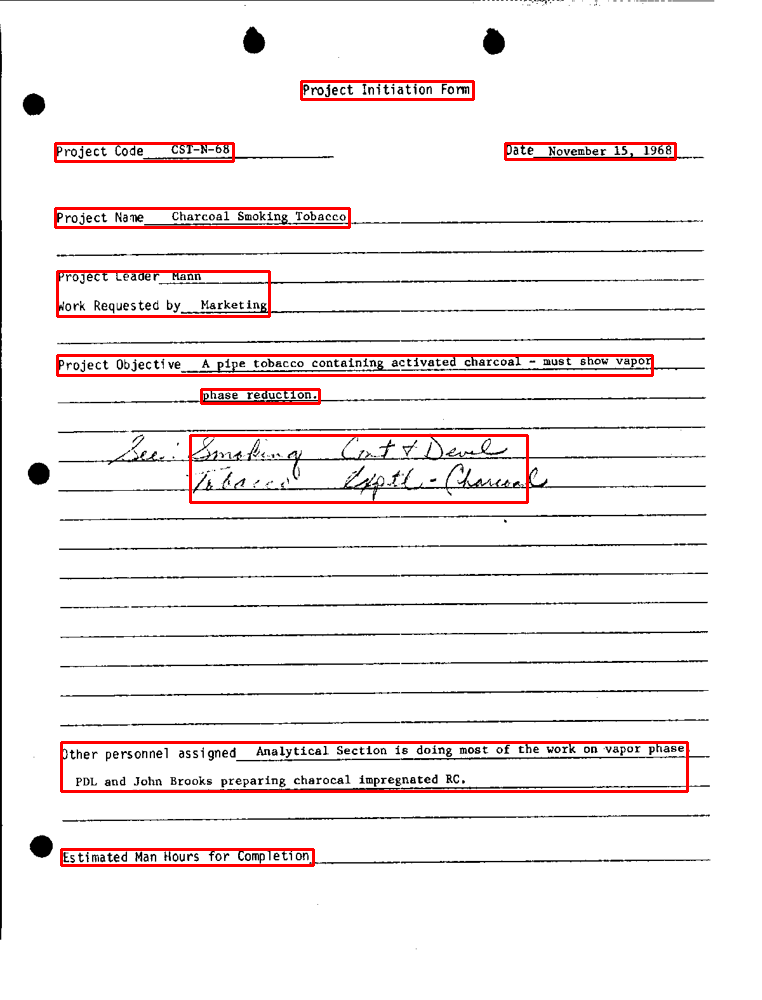 Project Initiation Form
Project Code CST-N-68 Date November 15, 1968
Project Name Charcoal Smoking Tobacco
Project Leader Mann
Work Requested by Marketing
Project Objective A pipe tobacco containing activated charcoal - must show vapor
phase reduction.
See: Smoking Cont & Devel
Tobacco Exptl - Charcoal
Other personnel assigned Analytical Section is doing most of the work on vapor phase
PDL and John Brooks preparing charocal impregnated RC.
Estimated Man Hours for Completion